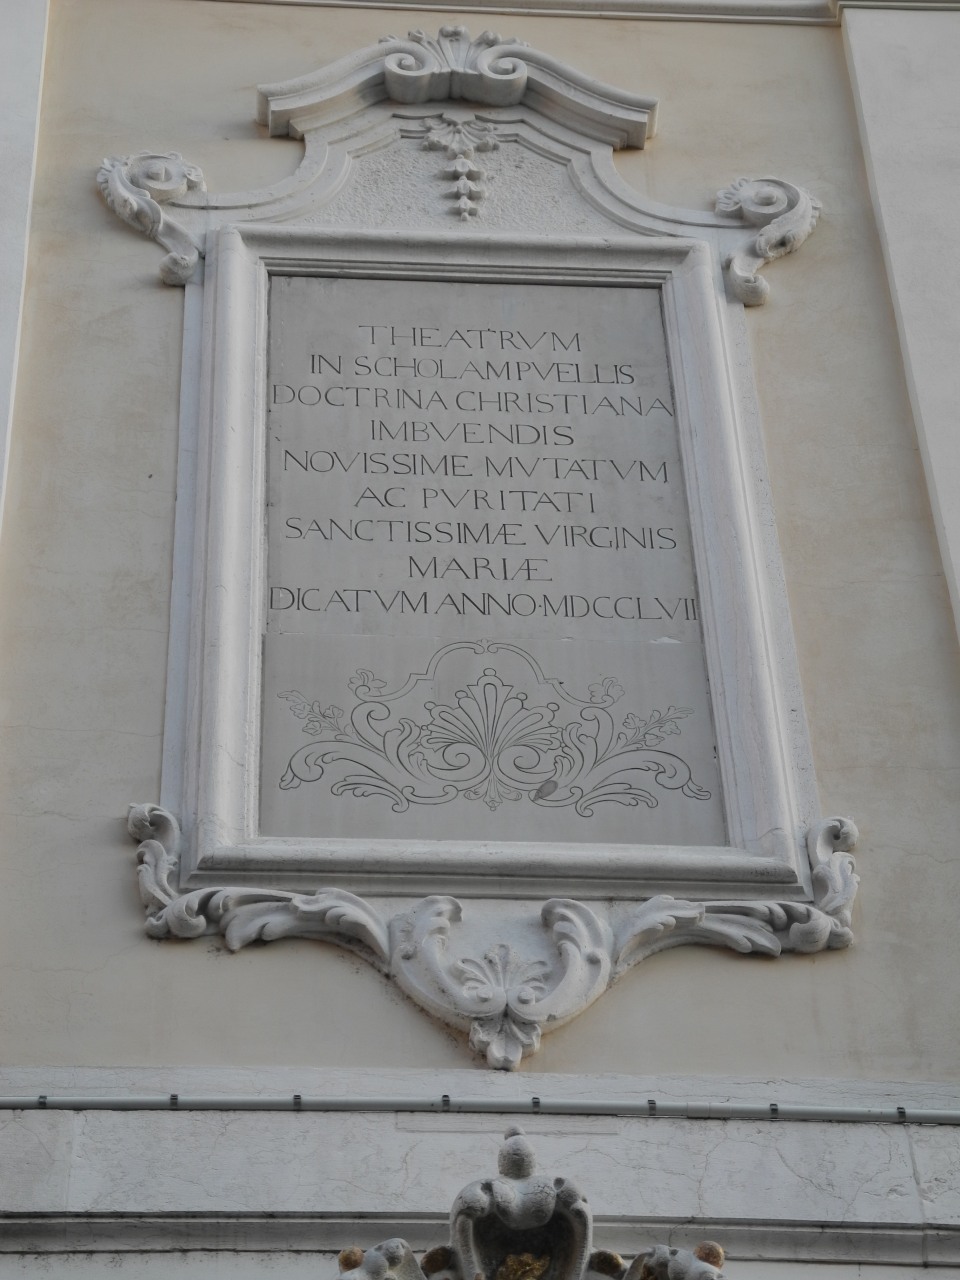 THEATRVM
IN SCHOLAM PVELLIS
DOCTRINA CHRISTIANA
IMBVENDIS
NOVISSIME MVTATVM
AC PVRITATI
SANCTISSIMÆ VIRGINIS
MARIÆ
DICATVM ANNO·MDCCLVII